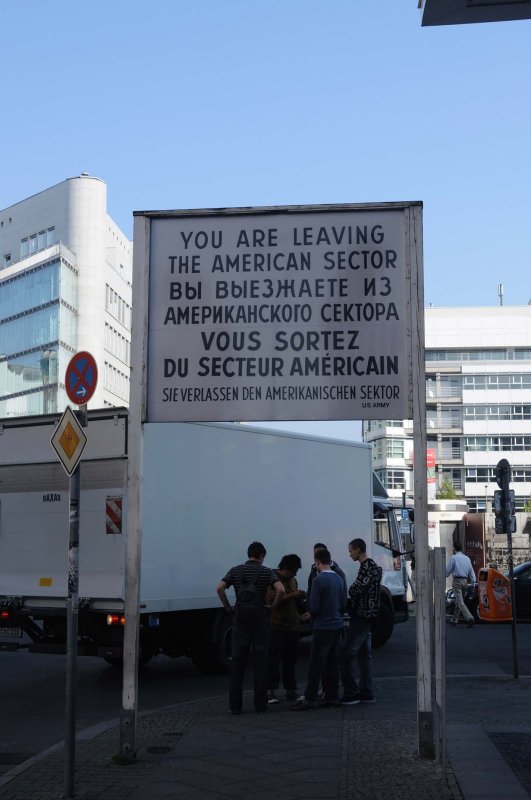 YOU ARE LEAVING
THE AMERICAN SECTOR
ВЫ ВЫЕЗЖАЕТЕ ИЗ
АМЕРИКАНСКОГО СЕКТОРА
VOUS SORTEZ
DU SECTEUR AMÉRICAIN
SIE VERLASSEN DEN AMERIKANISCHEN SEKTOR
US ARMY